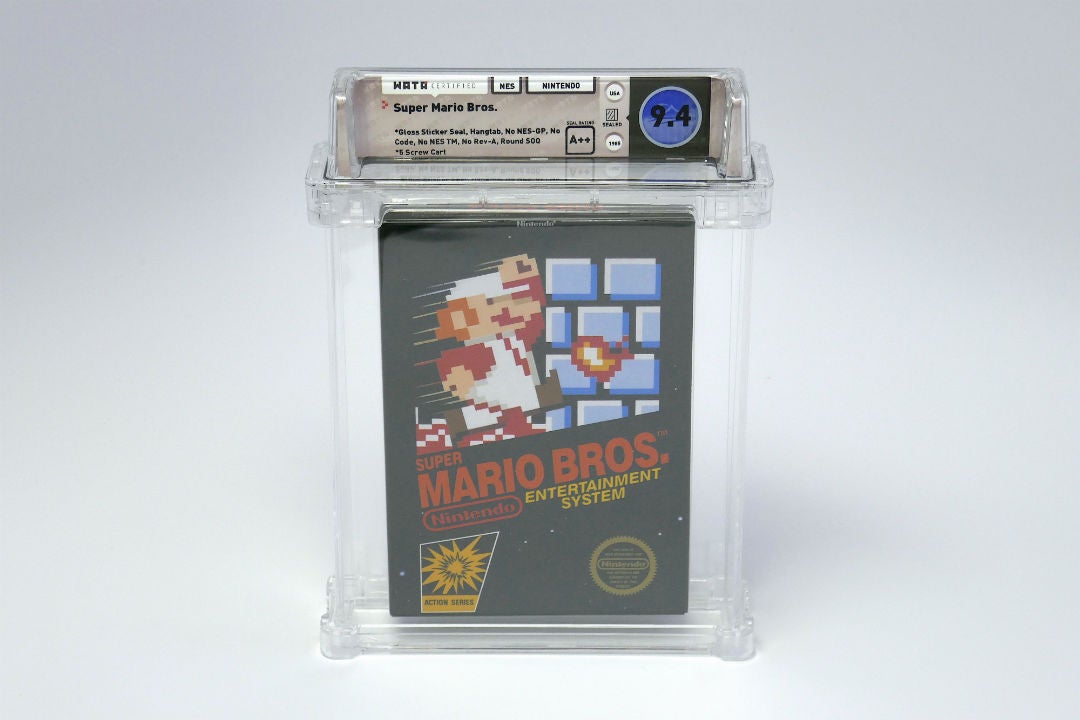 WATA CERTIFIED NES NINTENDO
Super Mario Bros.
*Gloss Sticker Seal, Hangtab, No NES-GP, No
Code, No NES TM, No Rev-A, Round SOQ
*5 Screw Cart
SEAL RATING
A++
USA
SEALED
1985
9.4
Nintendo®
SUPER
MARIO BROS.™
Nintendo
ENTERTAINMENT
SYSTEM
ACTION SERIES
Nintendo